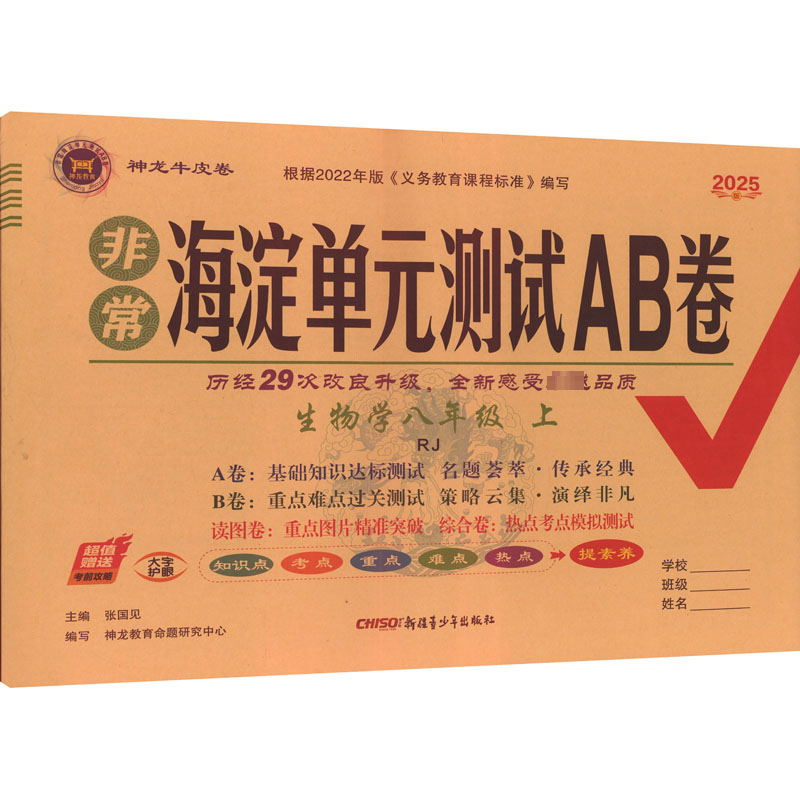 神龙教育
神龙牛皮卷
根据2022年版《义务教育课程标准》编写
2025
版
非常
海淀单元测试AB卷
历经29次改良升级，全新感受品质
生物学八年级 上
RJ
A卷：基础知识达标测试 名题荟萃·传承经典
B卷：重点难点过关测试 策略云集·演绎非凡
读图卷：重点图片精准突破 综合卷：热点考点模拟测试
超值
赠送
考前攻略
大字
护眼
知识点 考点 重点 难点 热点 提素养
学校
班级
姓名
主编 张国见
编写 神龙教育命题研究中心
CHISO 新疆青少年出版社